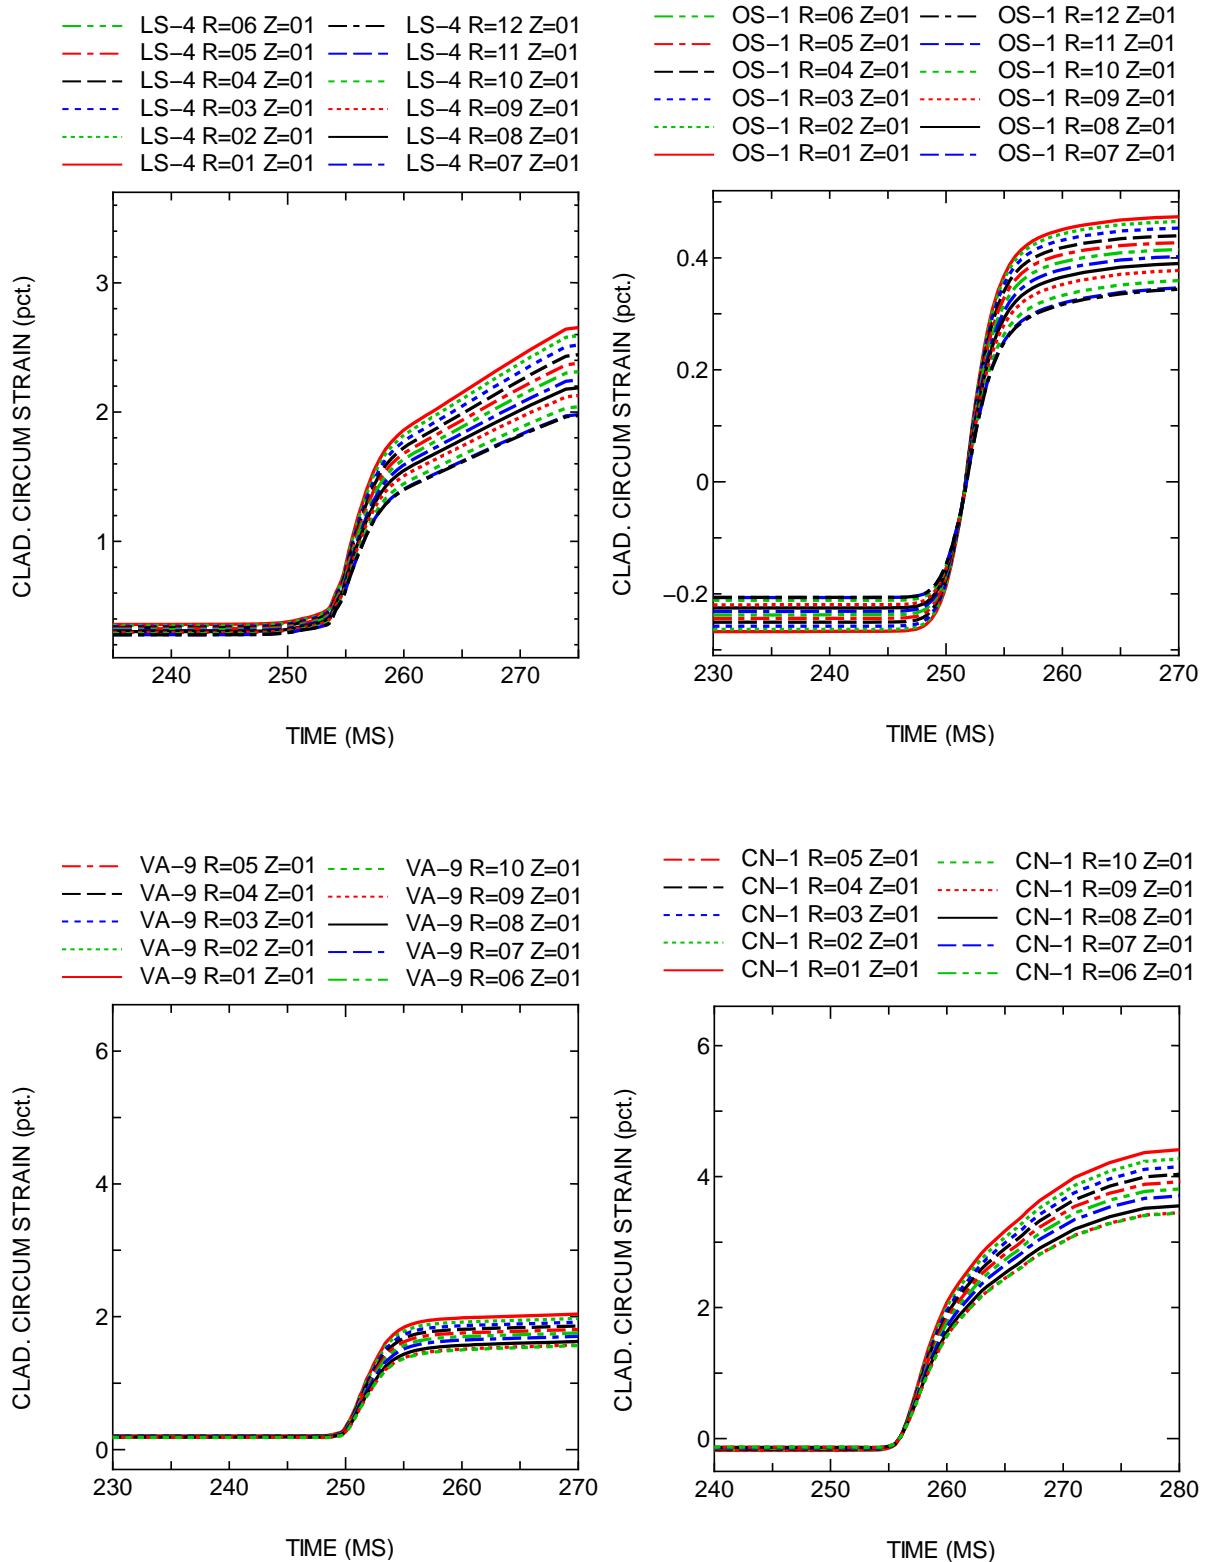 LS−4 R=06 Z=01
LS−4 R=05 Z=01
LS−4 R=04 Z=01
LS−4 R=03 Z=01
LS−4 R=02 Z=01
LS−4 R=01 Z=01
LS−4 R=12 Z=01
LS−4 R=11 Z=01
LS−4 R=10 Z=01
LS−4 R=09 Z=01
LS−4 R=08 Z=01
LS−4 R=07 Z=01
CLAD. CIRCUM STRAIN (pct.)
3
2
1
240 250 260 270
TIME (MS)
OS−1 R=06 Z=01
OS−1 R=05 Z=01
OS−1 R=04 Z=01
OS−1 R=03 Z=01
OS−1 R=02 Z=01
OS−1 R=01 Z=01
OS−1 R=12 Z=01
OS−1 R=11 Z=01
OS−1 R=10 Z=01
OS−1 R=09 Z=01
OS−1 R=08 Z=01
OS−1 R=07 Z=01
CLAD. CIRCUM STRAIN (pct.)
0.4
0.2
0
−0.2
230 240 250 260 270
TIME (MS)
VA−9 R=05 Z=01
VA−9 R=04 Z=01
VA−9 R=03 Z=01
VA−9 R=02 Z=01
VA−9 R=01 Z=01
VA−9 R=10 Z=01
VA−9 R=09 Z=01
VA−9 R=08 Z=01
VA−9 R=07 Z=01
VA−9 R=06 Z=01
CLAD. CIRCUM STRAIN (pct.)
6
4
2
0
230 240 250 260 270
TIME (MS)
CN−1 R=05 Z=01
CN−1 R=04 Z=01
CN−1 R=03 Z=01
CN−1 R=02 Z=01
CN−1 R=01 Z=01
CN−1 R=10 Z=01
CN−1 R=09 Z=01
CN−1 R=08 Z=01
CN−1 R=07 Z=01
CN−1 R=06 Z=01
CLAD. CIRCUM STRAIN (pct.)
6
4
2
0
240 250 260 270 280
TIME (MS)